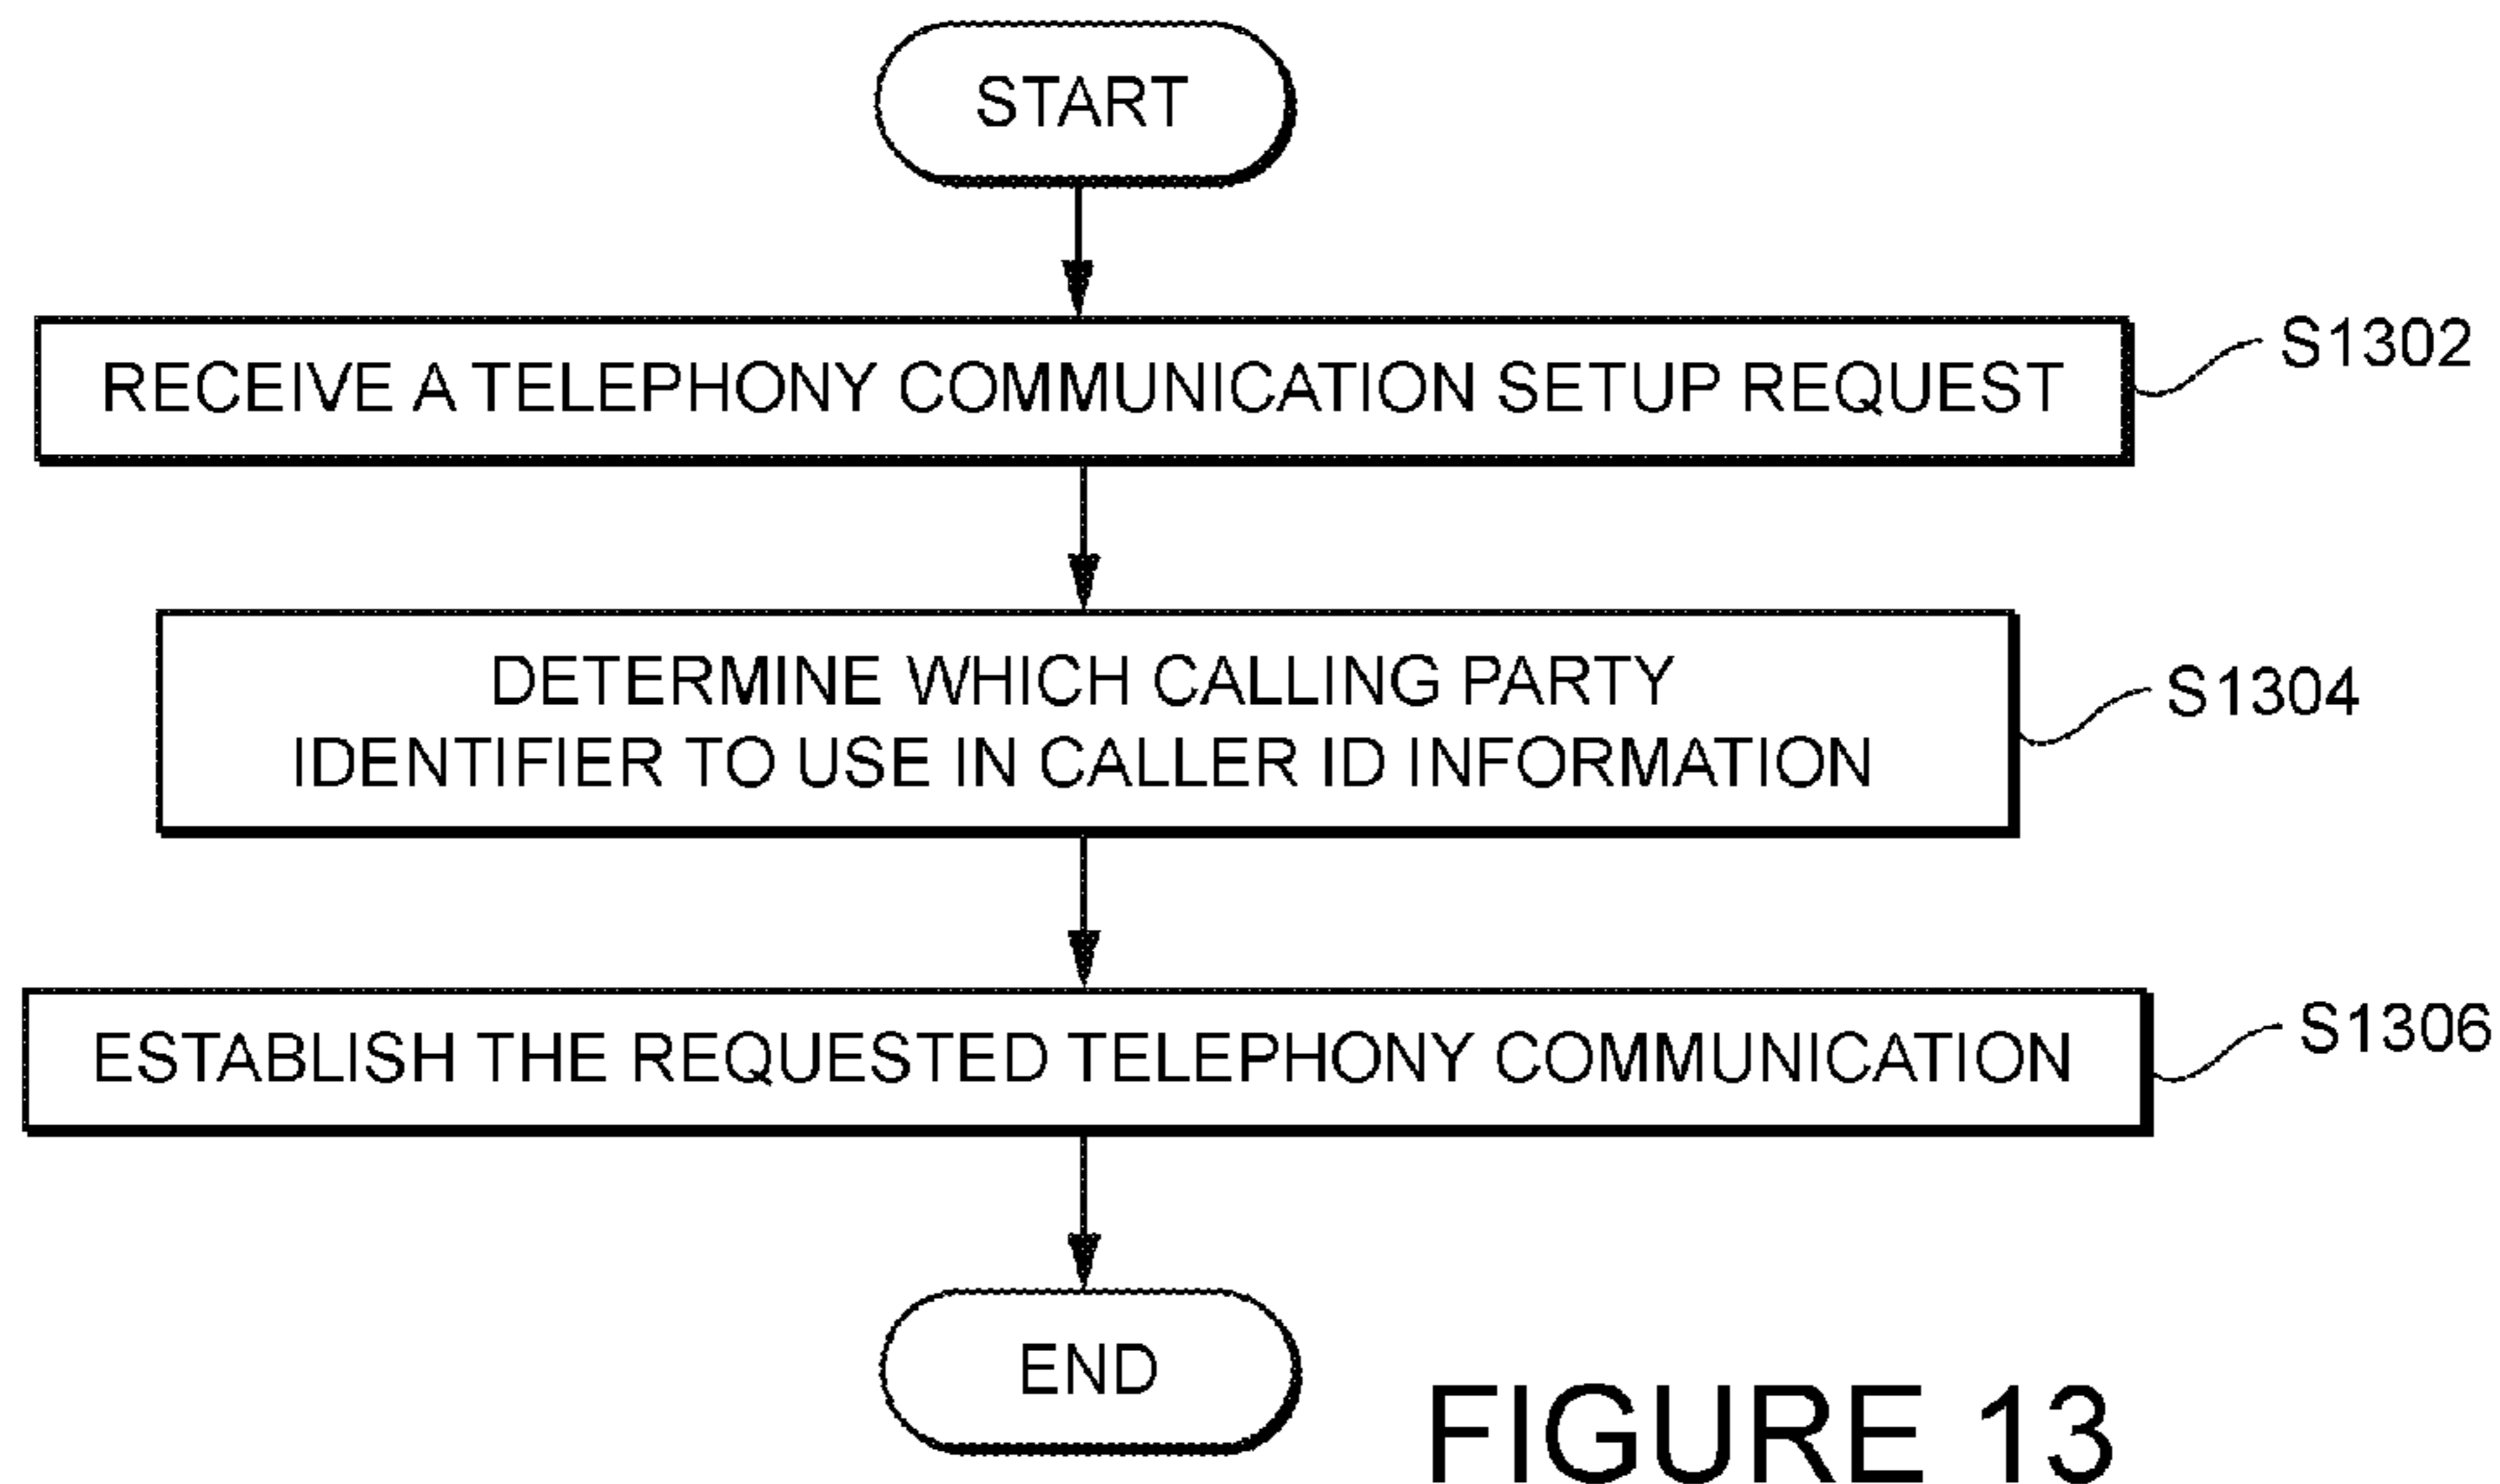 START
RECEIVE A TELEPHONY COMMUNICATION SETUP REQUEST
S1302
DETERMINE WHICH CALLING PARTY
IDENTIFIER TO USE IN CALLER ID INFORMATION
S1304
ESTABLISH THE REQUESTED TELEPHONY COMMUNICATION
S1306
END
FIGURE 13